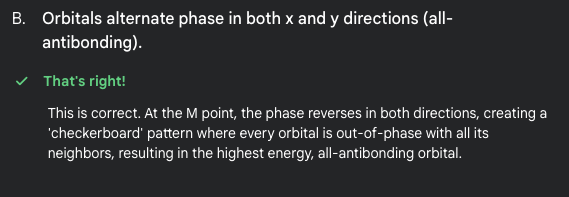 B. Orbitals alternate phase in both x and y directions (all-
antibonding).
That's right!
This is correct. At the M point, the phase reverses in both directions, creating a
'checkerboard' pattern where every orbital is out-of-phase with all its
neighbors, resulting in the highest energy, all-antibonding orbital.